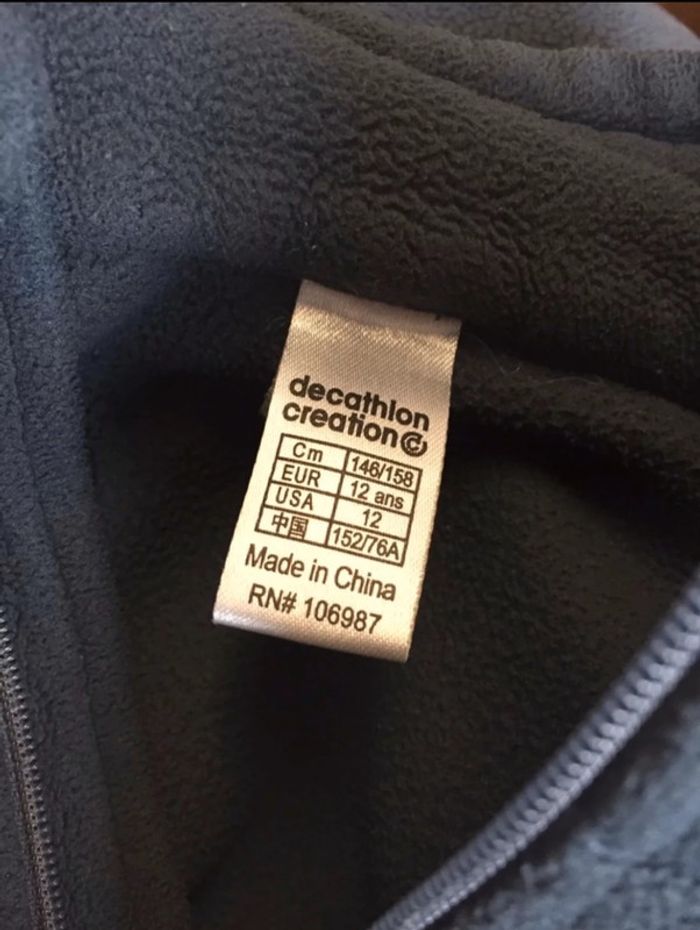 decathlon
creation
Cm 146/158
EUR 12 ans
USA 12
中国 152/76A
Made in China
RN# 106987